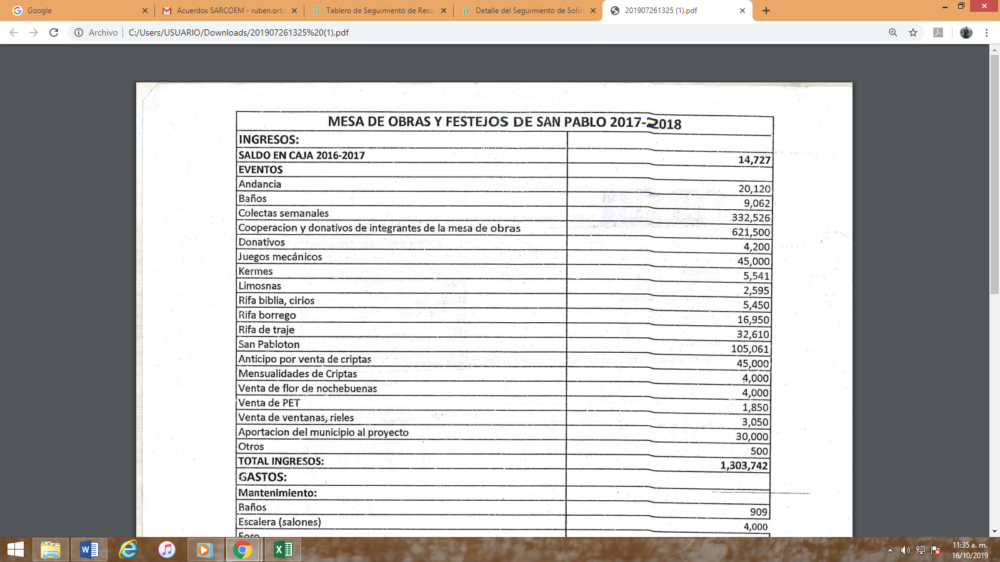 Google
Acuerdos SARCOEM - ruben.ortiz
Tablero de Seguimiento de Recu
Detalle del Seguimiento de Solici
201907261325 (1).pdf
Archivo C:/Users/USUARIO/Downloads/201907261325%20(1).pdf
MESA DE OBRAS Y FESTEJOS DE SAN PABLO 2017-2018
INGRESOS:
SALDO EN CAJA 2016-2017 14,727
EVENTOS
Andancia 20,120
Baños 9,062
Colectas semanales 332,526
Cooperacion y donativos de integrantes de la mesa de obras 621,500
Donativos 4,200
Juegos mecánicos 45,000
Kermes 5,541
Limosnas 2,595
Rifa biblia, cirios 5,450
Rifa borrego 16,950
Rifa de traje 32,610
San Pabloton 105,061
Anticipo por venta de criptas 45,000
Mensualidades de Criptas 4,000
Venta de flor de nochebuenas 4,000
Venta de PET 1,850
Venta de ventanas, rieles 3,050
Aportacion del municipio al proyecto 30,000
Otros 500
TOTAL INGRESOS: 1,303,742
GASTOS:
Mantenimiento:
Baños 909
Escalera (salones) 4,000
Foro
11:35 a. m.
16/10/2019